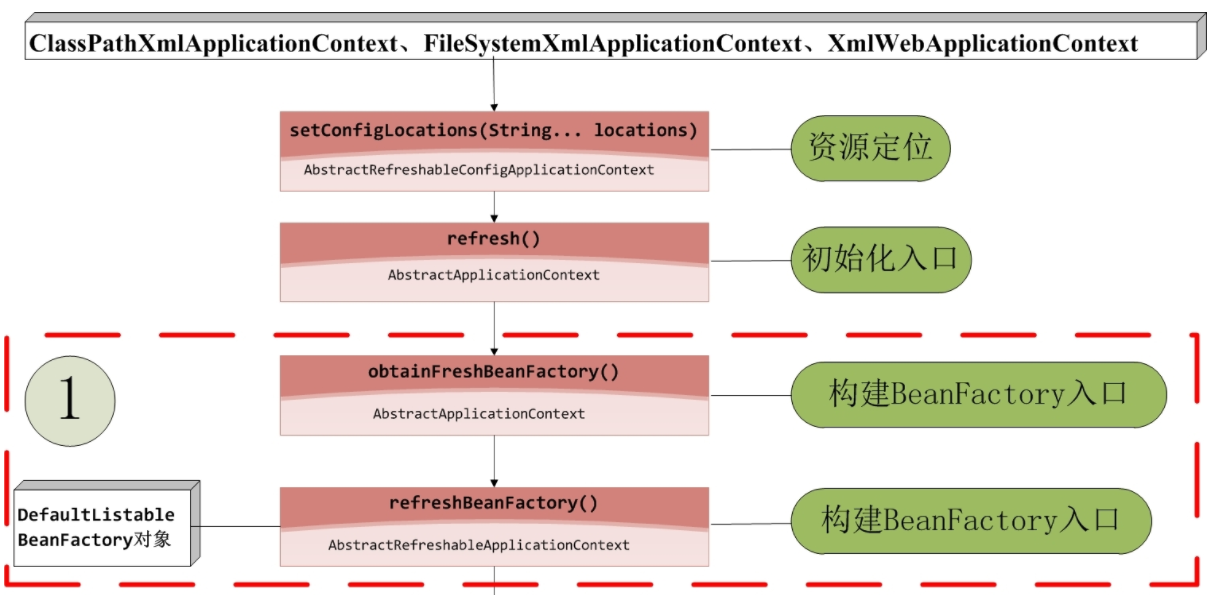 ClassPathXmlApplicationContext、FileSystemXmlApplicationContext、XmlWebApplicationContext
setConfigLocations(String... locations)
AbstractRefreshableConfigApplicationContext
资源定位
refresh()
AbstractApplicationContext
初始化入口
1
obtainFreshBeanFactory()
AbstractApplicationContext
构建BeanFactory入口
DefaultListable
BeanFactory对象
refreshBeanFactory()
AbstractRefreshableApplicationContext
构建BeanFactory入口